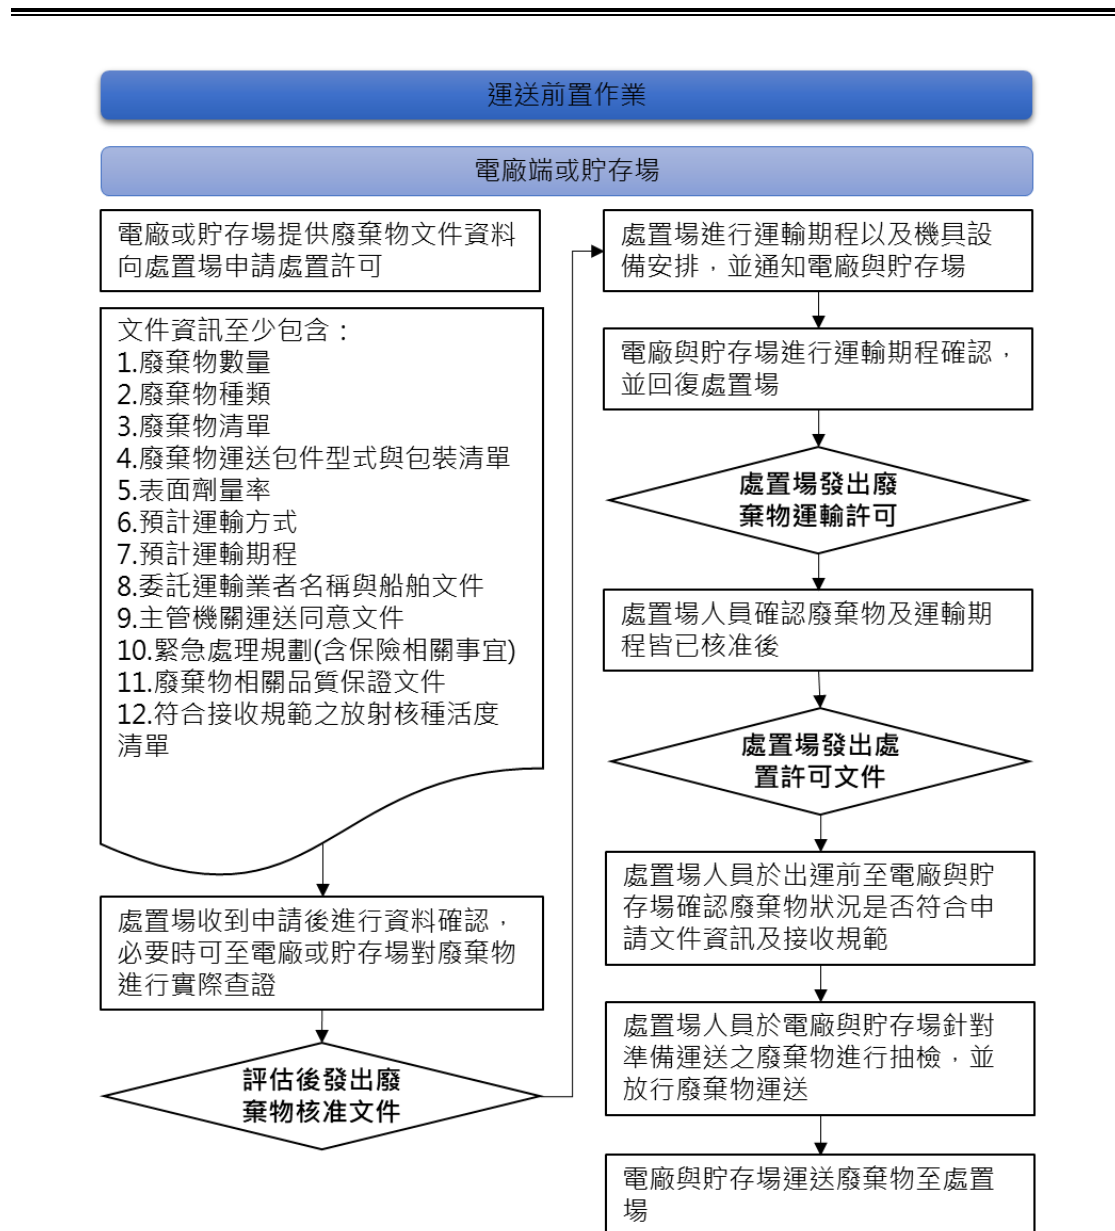 運送前置作業
電廠端或貯存場
電廠或貯存場提供廢棄物文件資料
向處置場申請處置許可
文件資訊至少包含：
1.廢棄物數量
2.廢棄物種類
3.廢棄物清單
4.廢棄物運送包件型式與包裝清單
5.表面劑量率
6.預計運輸方式
7.預計運輸期程
8.委託運輸業者名稱與船舶文件
9.主管機關運送同意文件
10.緊急處理規劃(含保險相關事宜)
11.廢棄物相關品質保證文件
12.符合接收規範之放射核種活度
清單
處置場收到申請後進行資料確認，
必要時可至電廠或貯存場對廢棄物
進行實際查證
評估後發出廢
棄物核准文件
處置場進行運輸期程以及機具設
備安排，並通知電廠與貯存場
電廠與貯存場進行運輸期程確認，
並回復處置場
處置場發出廢
棄物運輸許可
處置場人員確認廢棄物及運輸期
程皆已核准後
處置場發出處
置許可文件
處置場人員於出運前至電廠與貯
存場確認廢棄物狀況是否符合申
請文件資訊及接收規範
處置場人員於電廠與貯存場針對
準備運送之廢棄物進行抽檢，並
放行廢棄物運送
電廠與貯存場運送廢棄物至處置
場